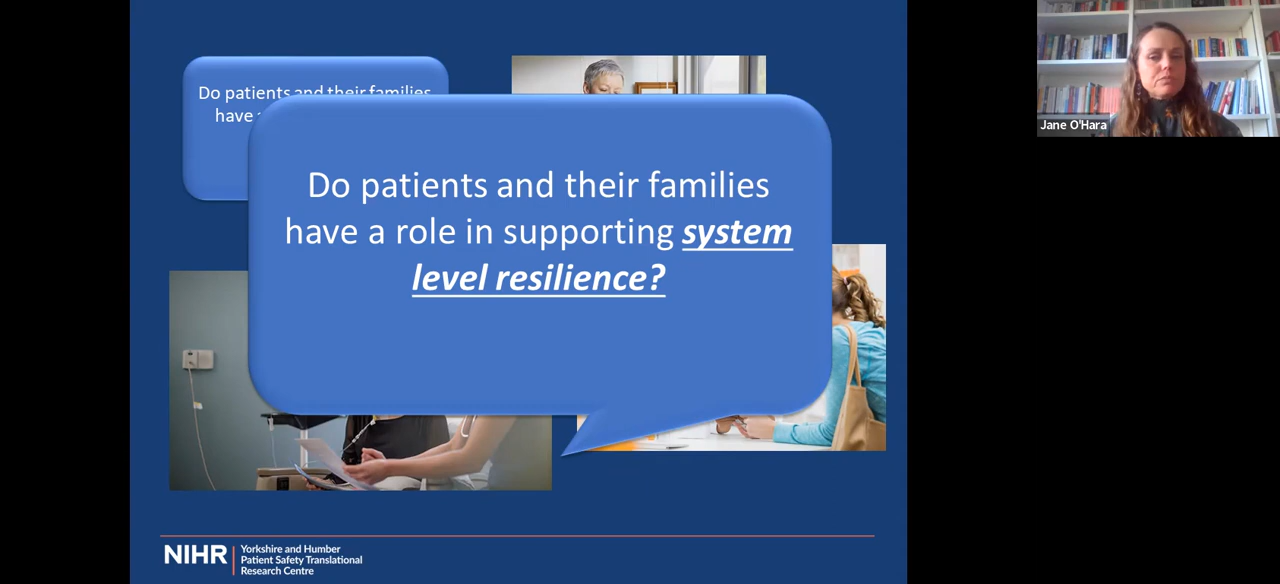 Do patients and their families
have
Do patients and their families
have a role in supporting system
level resilience?
Jane O'Hara
NIHR
Yorkshire and Humber
Patient Safety Translational
Research Centre